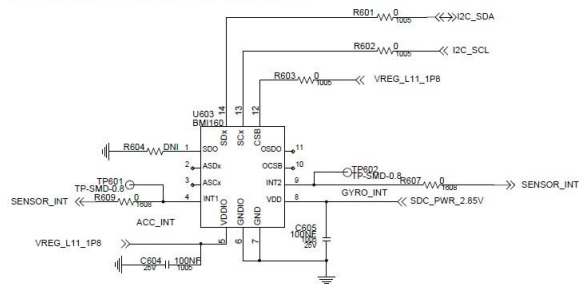 R601 0 1005 I2C_SDA
R602 0 1005 I2C_SCL
R603 0 1005 VREG_L11_1P8
U603
BMI160
14 13 12
SDx SCx CSB
R604 DNI 1 SDO OSDO 11
2 ASDx OCSB 10
TP601 3 ASCx TP602
TP-SMD-0.8 TP-SMD-0.8
SENSOR_INT R609 0 1608 4 INT1 INT2 9 R607 0 1608 SENSOR_INT
GYRO_INT
VDD 8 SDC_PWR_2.85V
ACC_INT
VDDIO GNDIO GND
5 6 7
C605
100NF
1005
25V
VREG_L11_1P8
C604 100NF
25V 1005